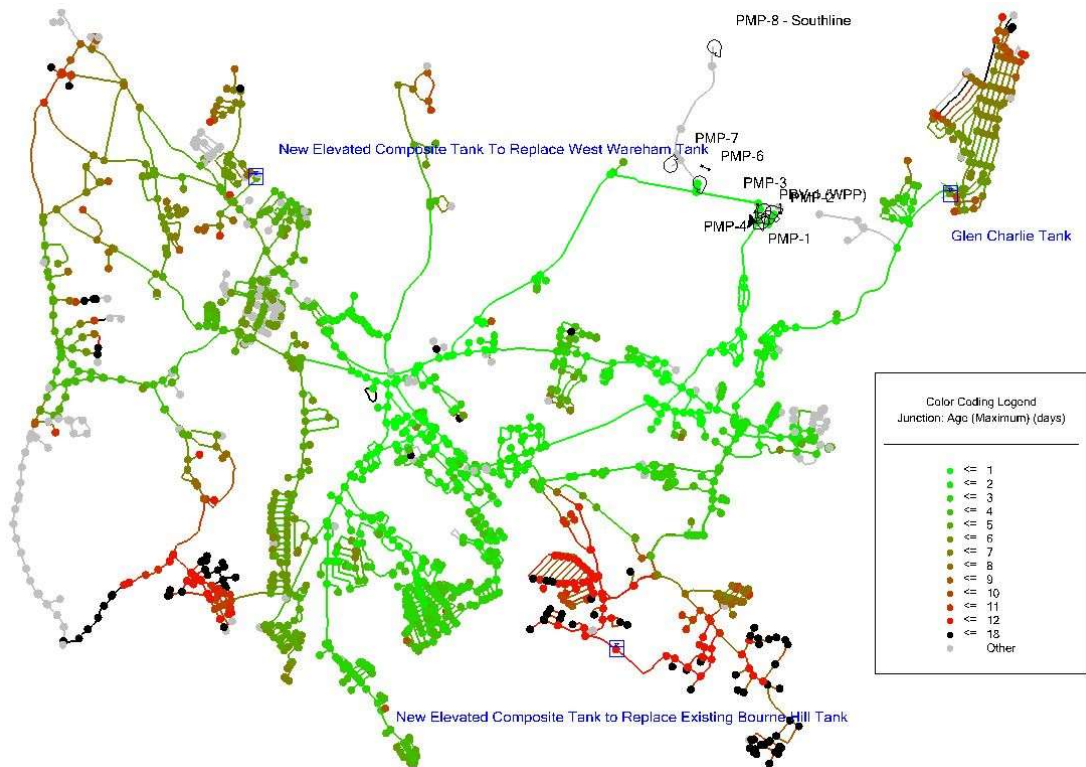 PMP-8 - Southline
PMP-7
New Elevated Composite Tank To Replace West Wareham Tank
PMP-6
PMP-3
PMP-2
PMP-4
PMP-1
Glen Charlie Tank
Color Coding Legend
Junction: Age (Maximum) (days)
<= 1
<= 2
<= 3
<= 4
<= 5
<= 6
<= 7
<= 8
<= 9
<= 10
<= 11
<= 12
<= 18
Other
New Elevated Composite Tank to Replace Existing Bourne Hill Tank